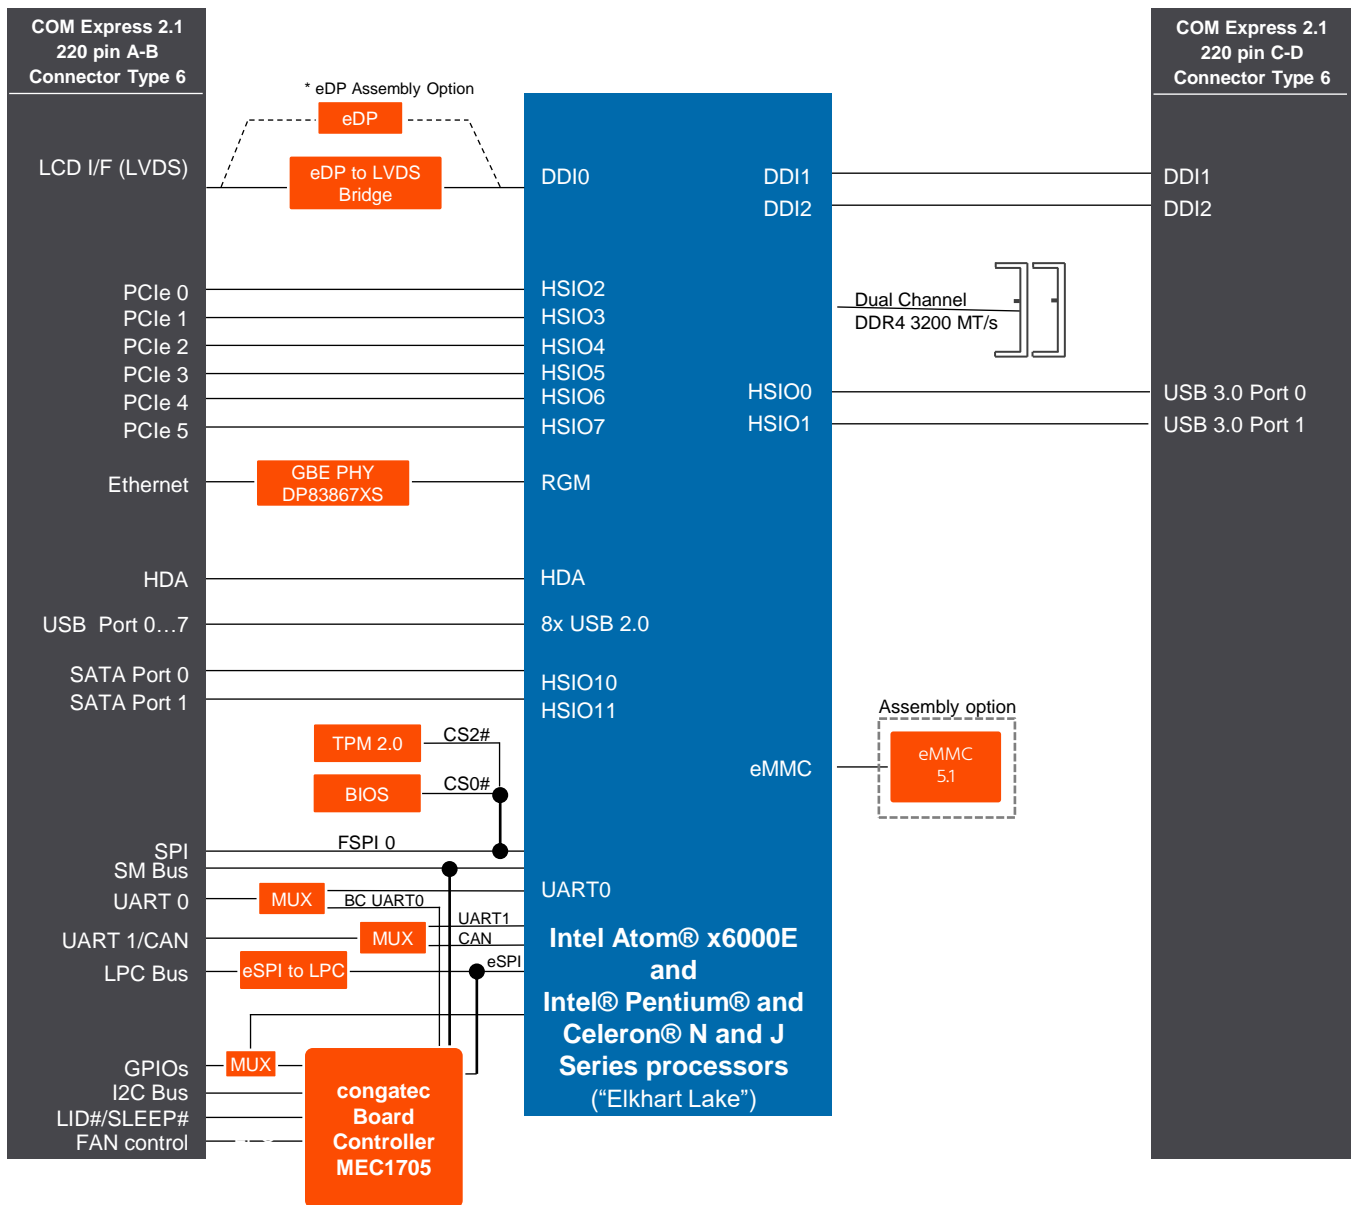 COM Express 2.1
220 pin A-B
Connector Type 6
LCD I/F (LVDS)
PCIe 0
PCIe 1
PCIe 2
PCIe 3
PCIe 4
PCIe 5
Ethernet
HDA
USB  Port 0…7
SATA Port 0
SATA Port 1
SPI
SM Bus
UART 0
UART 1/CAN
LPC Bus
GPIOs
I2C Bus
LID#/SLEEP#
FAN control
* eDP Assembly Option
eDP
eDP to LVDS
Bridge
GBE PHY
DP83867XS
TPM 2.0
CS2#
BIOS
CS0#
FSPI 0
MUX
BC UART0
MUX
UART1
CAN
eSPI to LPC
eSPI
MUX
congatec
Board
Controller
MEC1705
DDI0
HSIO2
HSIO3
HSIO4
HSIO5
HSIO6
HSIO7
RGM
HDA
8x USB 2.0
HSIO10
HSIO11
UART0
DDI1
DDI2
HSIO0
HSIO1
eMMC
Intel Atom® x6000E
and
Intel® Pentium® and
Celeron® N and J
Series processors
(“Elkhart Lake”)
Dual Channel
DDR4 3200 MT/s
Assembly option
eMMC
5.1
COM Express 2.1
220 pin C-D
Connector Type 6
DDI1
DDI2
USB 3.0 Port 0
USB 3.0 Port 1